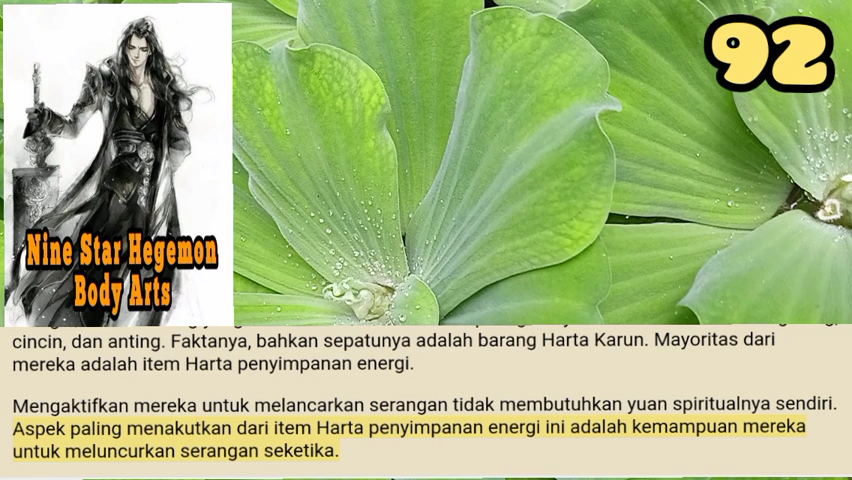 92
Nine Star Hegemon
Body Arts
cincin, dan anting. Faktanya, bahkan sepatunya adalah barang Harta Karun. Mayoritas dari
mereka adalah item Harta penyimpanan energi.
Mengaktifkan mereka untuk melancarkan serangan tidak membutuhkan yuan spiritualnya sendiri.
Aspek paling menakutkan dari item Harta penyimpanan energi ini adalah kemampuan mereka
untuk meluncurkan serangan seketika.